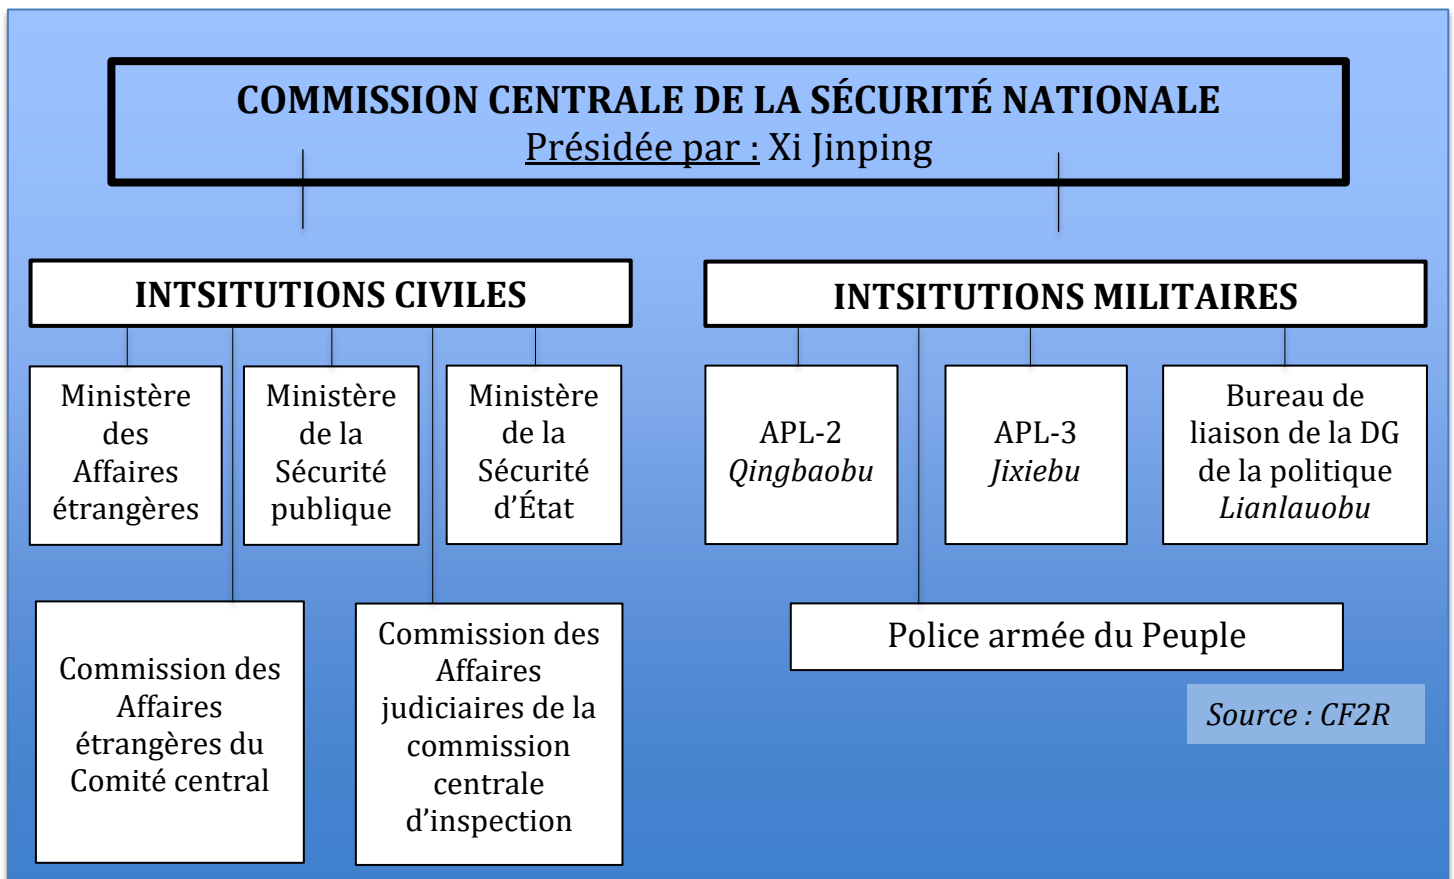 COMMISSION CENTRALE DE LA SÉCURITÉ NATIONALE
Présidée par : Xi Jinping
INTSITUTIONS CIVILES
INTSITUTIONS MILITAIRES
Ministère
des
Affaires
étrangères
Ministère
de la
Sécurité
publique
Ministère
de la
Sécurité
d’État
APL-2
Qingbaobu
APL-3
Jixiebu
Bureau de
liaison de la DG
de la politique
Lianlauobu
Commission des
Affaires
étrangères du
Comité central
Commission des
Affaires
judiciaires de la
commission
centrale
d’inspection
Police armée du Peuple
Source : CF2R